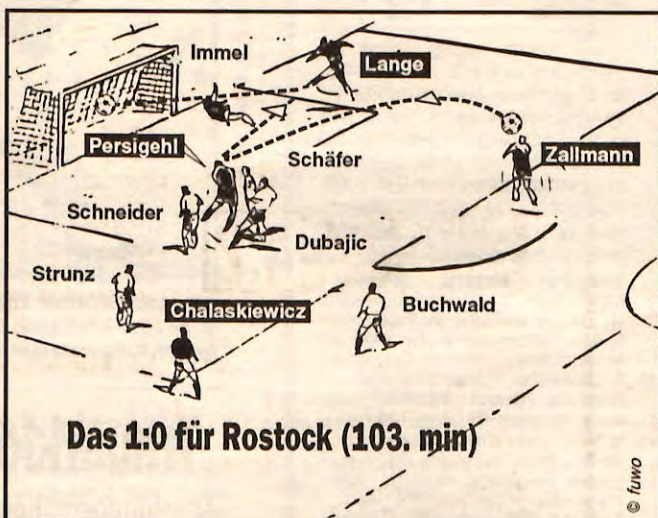 Immel
Lange
Persigehl
Schäfer
Zallmann
Schneider
Dubajic
Strunz
Chalaskiewicz
Buchwald
Das 1:0 für Rostock (103. min)
© fuwo